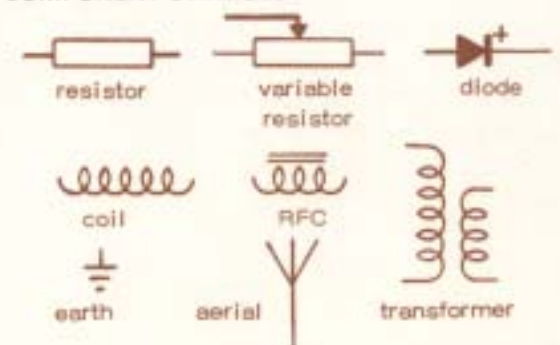 resistor
variable
resistor
diode
+
coil
RFC
transformer
earth
aerial